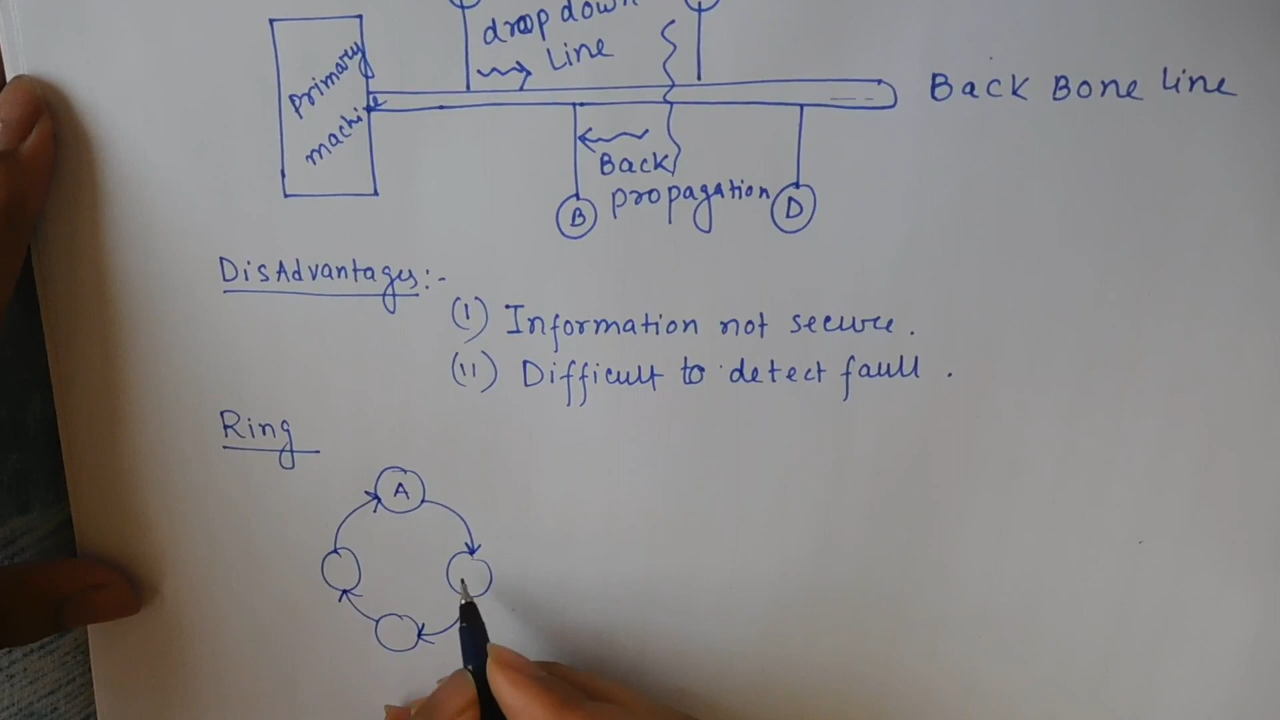 drop down
Line
Primary
machine
Back Bone line
Back
propagation
B
D
DisAdvantages:-
(I) Information not secure.
(II) Difficult to detect fault.
Ring
A